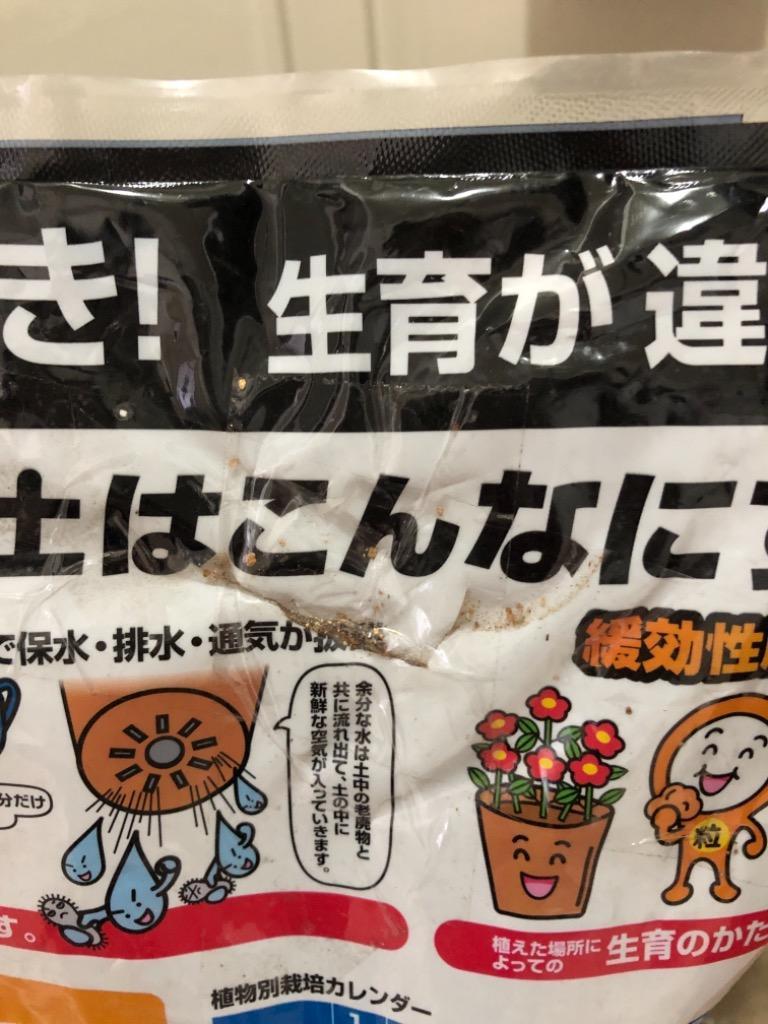 き! 生育が違
土はこんなに
で保水・排水・通気が抜群
緩効性
余分な水は土中の老廃物と
共に流れ出て、土の中に
新鮮な空気が入っていきます。
分だけ
粒
す。
植えた場所に
よっての
生育のかた
植物別栽培カレンダー
1